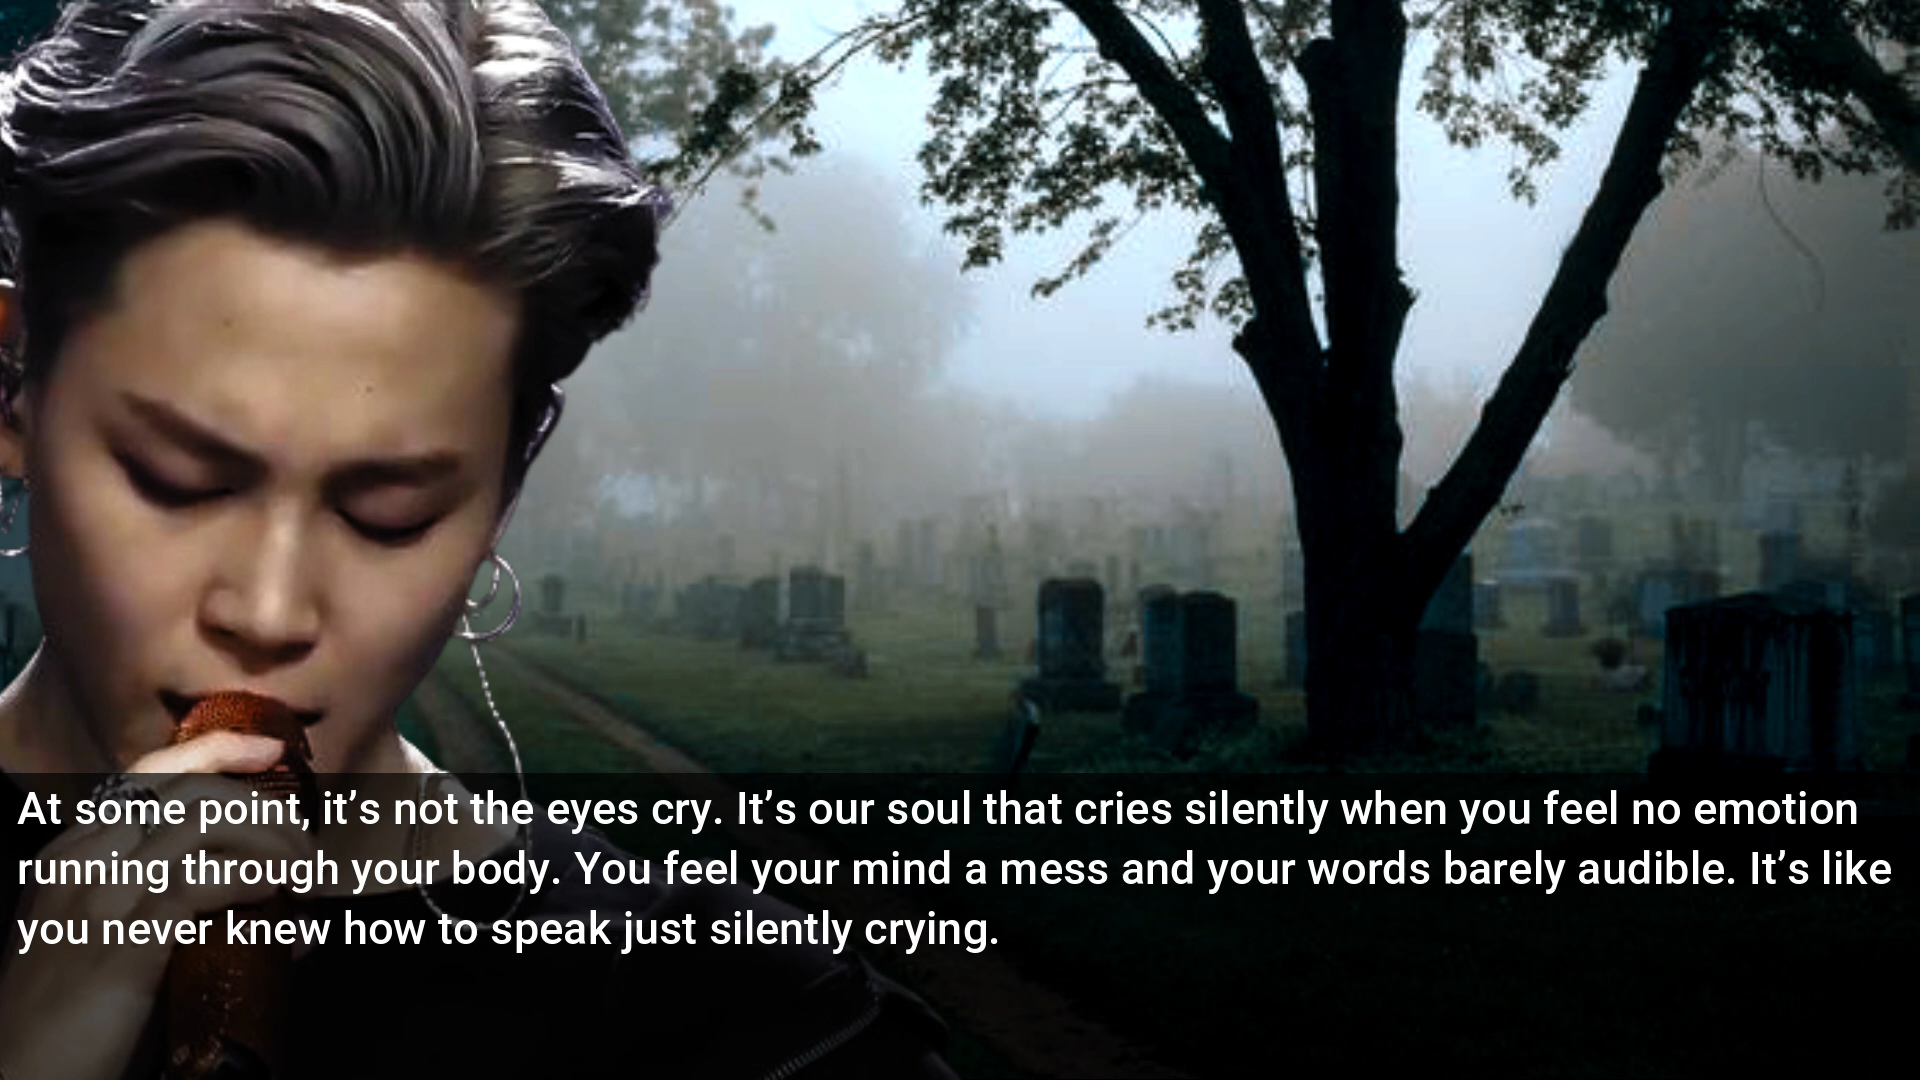 At some point, it’s not the eyes cry. It’s our soul that cries silently when you feel no emotion
running through your body. You feel your mind a mess and your words barely audible. It’s like
you never knew how to speak just silently crying.